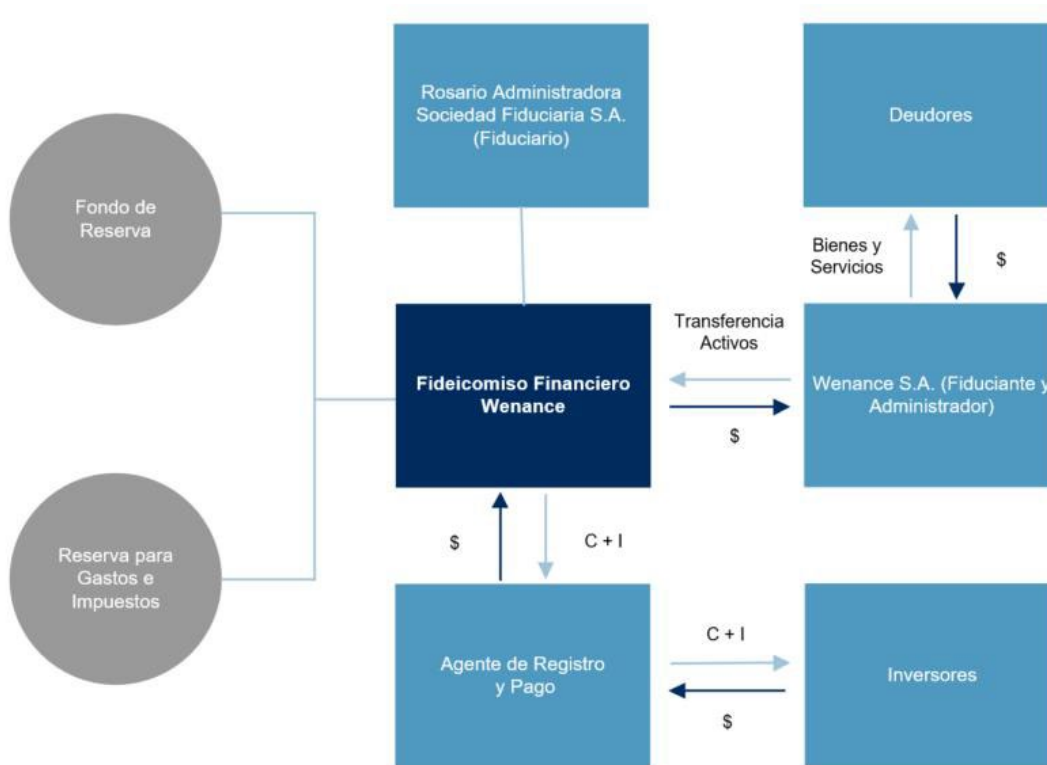 Rosario Administradora
Sociedad Fiduciaria S.A.
(Fiduciario)
Deudores
Fondo de
Reserva
Bienes y
Servicios
$
Transferencia
Activos
Fideicomiso Financiero
Wenance
Wenance S.A. (Fiduciante y
Administrador)
$
$
C + I
Reserva para
Gastos e
Impuestos
Agente de Registro
y Pago
C + I
$
Inversores